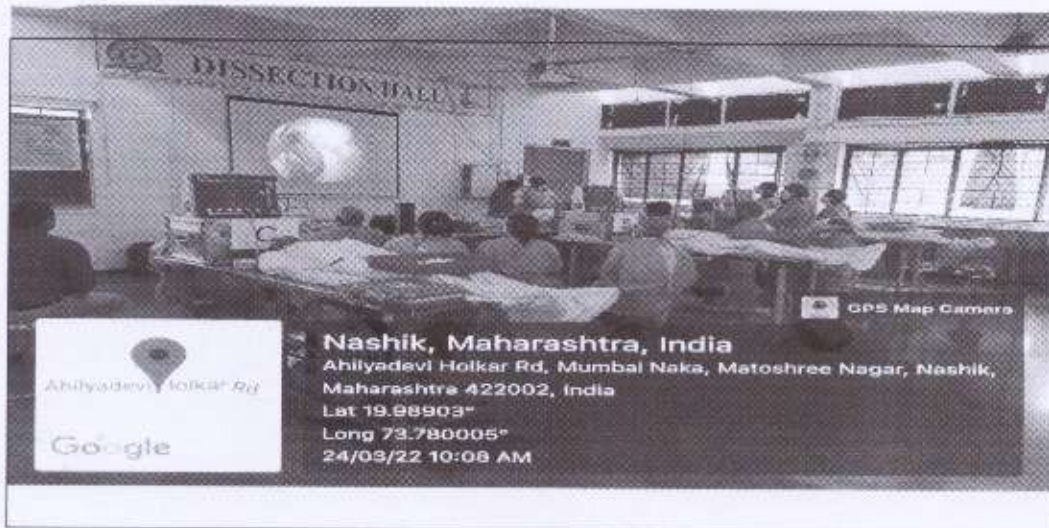 DISSECTION HALL
C
GPS Map Camera
Nashik, Maharashtra, India
Ahilyadevi Holkar Rd, Mumbai Naka, Matoshree Nagar, Nashik,
Maharashtra 422002, India
Lat 19.98903°
Long 73.780005°
24/03/22 10:08 AM
Ahilyadevi Holkar Rd
Google